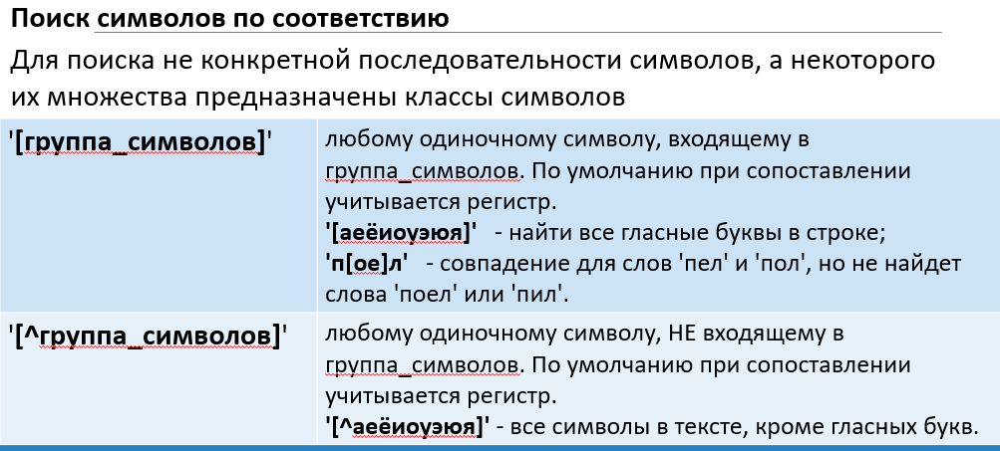 Поиск символов по соответствию
Для поиска не конкретной последовательности символов, а некоторого
их множества предназначены классы символов
'[группа_символов]'
любому одиночному символу, входящему в
группа_символов. По умолчанию при сопоставлении
учитывается регистр.
'[аеёиоуэюя]' - найти все гласные буквы в строке;
'п[ое]л' - совпадение для слов 'пел' и 'пол', но не найдет
слова 'поел' или 'пил'.
'[^группа_символов]'
любому одиночному символу, НЕ входящему в
группа_символов. По умолчанию при сопоставлении
учитывается регистр.
'[^аеёиоуэюя]' - все символы в тексте, кроме гласных букв.